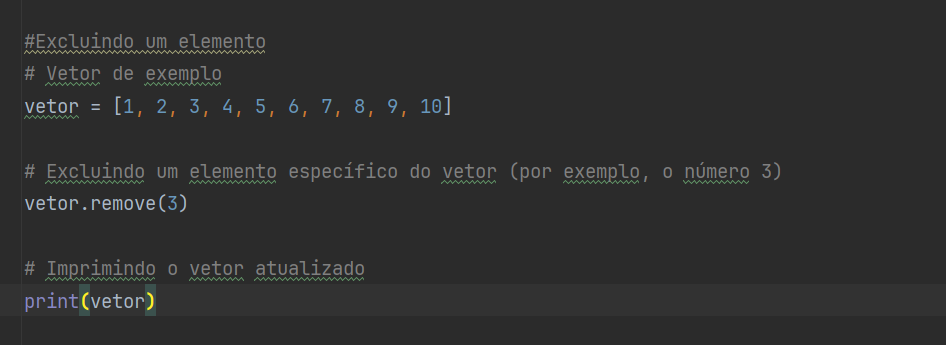 #Excluindo um elemento
# Vetor de exemplo
vetor = [1, 2, 3, 4, 5, 6, 7, 8, 9, 10]
# Excluindo um elemento específico do vetor (por exemplo, o número 3)
vetor.remove(3)
# Imprimindo o vetor atualizado
print(vetor)